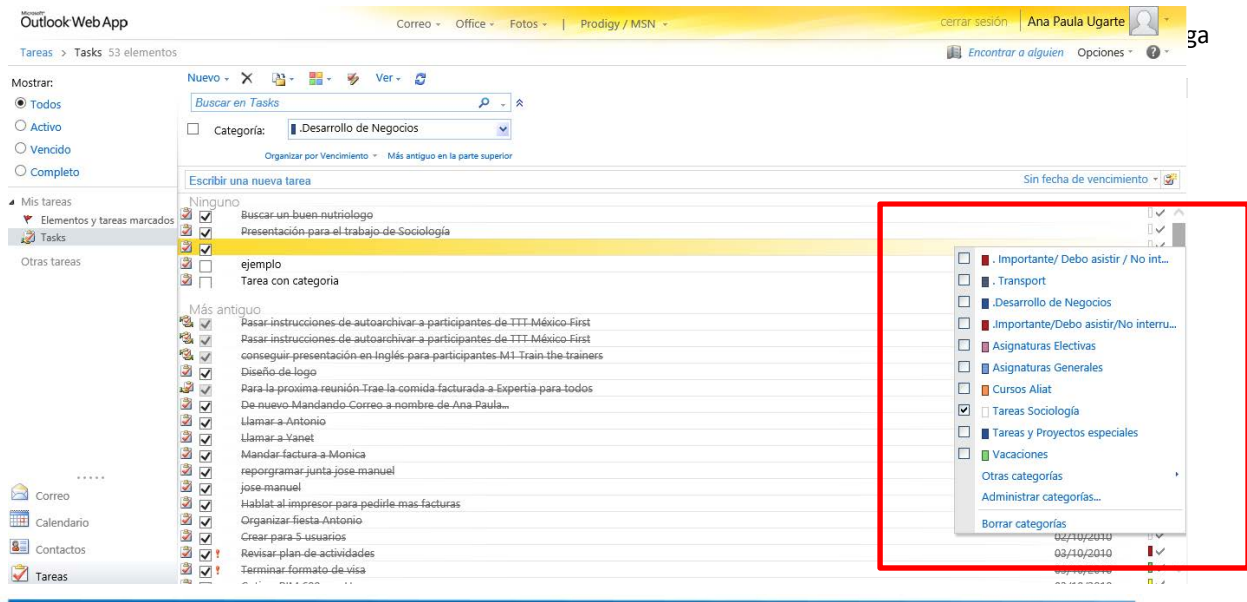 Microsoft®
Outlook Web App
Correo Office Fotos | Prodigy / MSN
cerrar sesión Ana Paula Ugarte
ga
Tareas > Tasks 53 elementos
Encontrar a alguien Opciones
Mostrar:
Todos
Activo
Vencido
Completo
Mis tareas
Elementos y tareas marcados
Tasks
Otras tareas
Correo
Calendario
Contactos
Tareas
Nuevo Ver
Buscar en Tasks
Categoría: .Desarrollo de Negocios
Organizar por Vencimiento Más antiguo en la parte superior
Escribir una nueva tarea Sin fecha de vencimiento
Ninguno
Buscar un buen nutriologo
Presentación para el trabajo de Sociología
ejemplo
Tarea con categoria
Más antiguo
Pasar instrucciones de autoarchivar a participantes de TTT México First
Pasar instrucciones de autoarchivar a participantes de TTT México First
conseguir presentación en Inglés para participantes M1 Train the trainers
Diseño de logo
Para la proxima reunión Trae la comida facturada a Expertia para todos
De nuevo Mandando Correo a nombre de Ana Paula...
Llamar a Antonio
Llamar a Yanet
Mandar factura a Monica
reporgramar junta jose manuel
jose manuel
Hablat al impresor para pedirle mas facturas
Organizar fiesta Antonio
Crear para 5 usuarios 02/10/2010
Revisar plan de actividades 03/10/2010
Terminar formato de visa
. Importante/ Debo asistir / No int...
. Transport
.Desarrollo de Negocios
.Importante/Debo asistir/No interru...
Asignaturas Electivas
Asignaturas Generales
Cursos Aliat
Tareas Sociología
Tareas y Proyectos especiales
Vacaciones
Otras categorías
Administrar categorías...
Borrar categorías